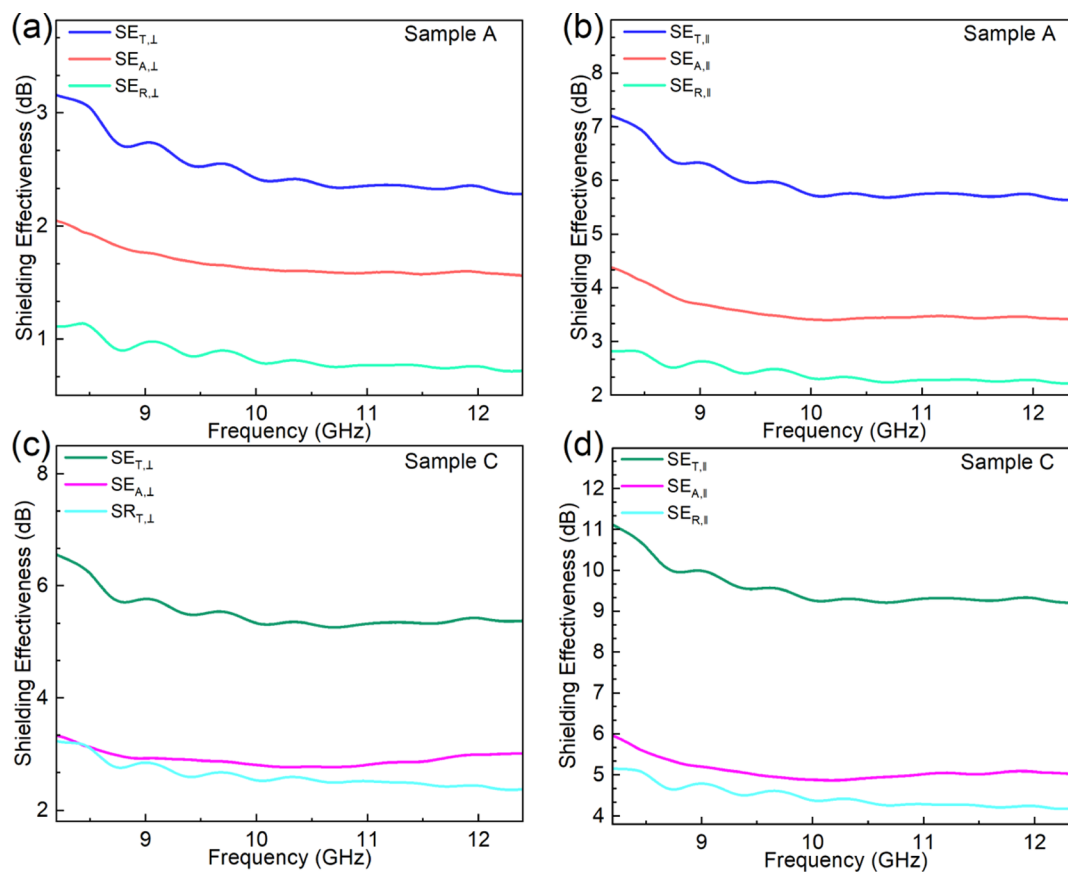 (a)
SE_T,⊥
SE_A,⊥
SE_R,⊥
Sample A
Shielding Effectiveness (dB)
3
2
1
9 10 11 12
Frequency (GHz)
(b)
SE_T,∥
SE_A,∥
SE_R,∥
Sample A
Shielding Effectiveness (dB)
8
7
6
5
4
3
2
9 10 11 12
Frequency (GHz)
(c)
SE_T,⊥
SE_A,⊥
SR_T,⊥
Sample C
Shielding Effectiveness (dB)
8
6
4
2
9 10 11 12
Frequency (GHz)
(d)
SE_T,∥
SE_A,∥
SE_R,∥
Sample C
Shielding Effectiveness (dB)
12
11
10
9
8
7
6
5
4
9 10 11 12
Frequency (GHz)